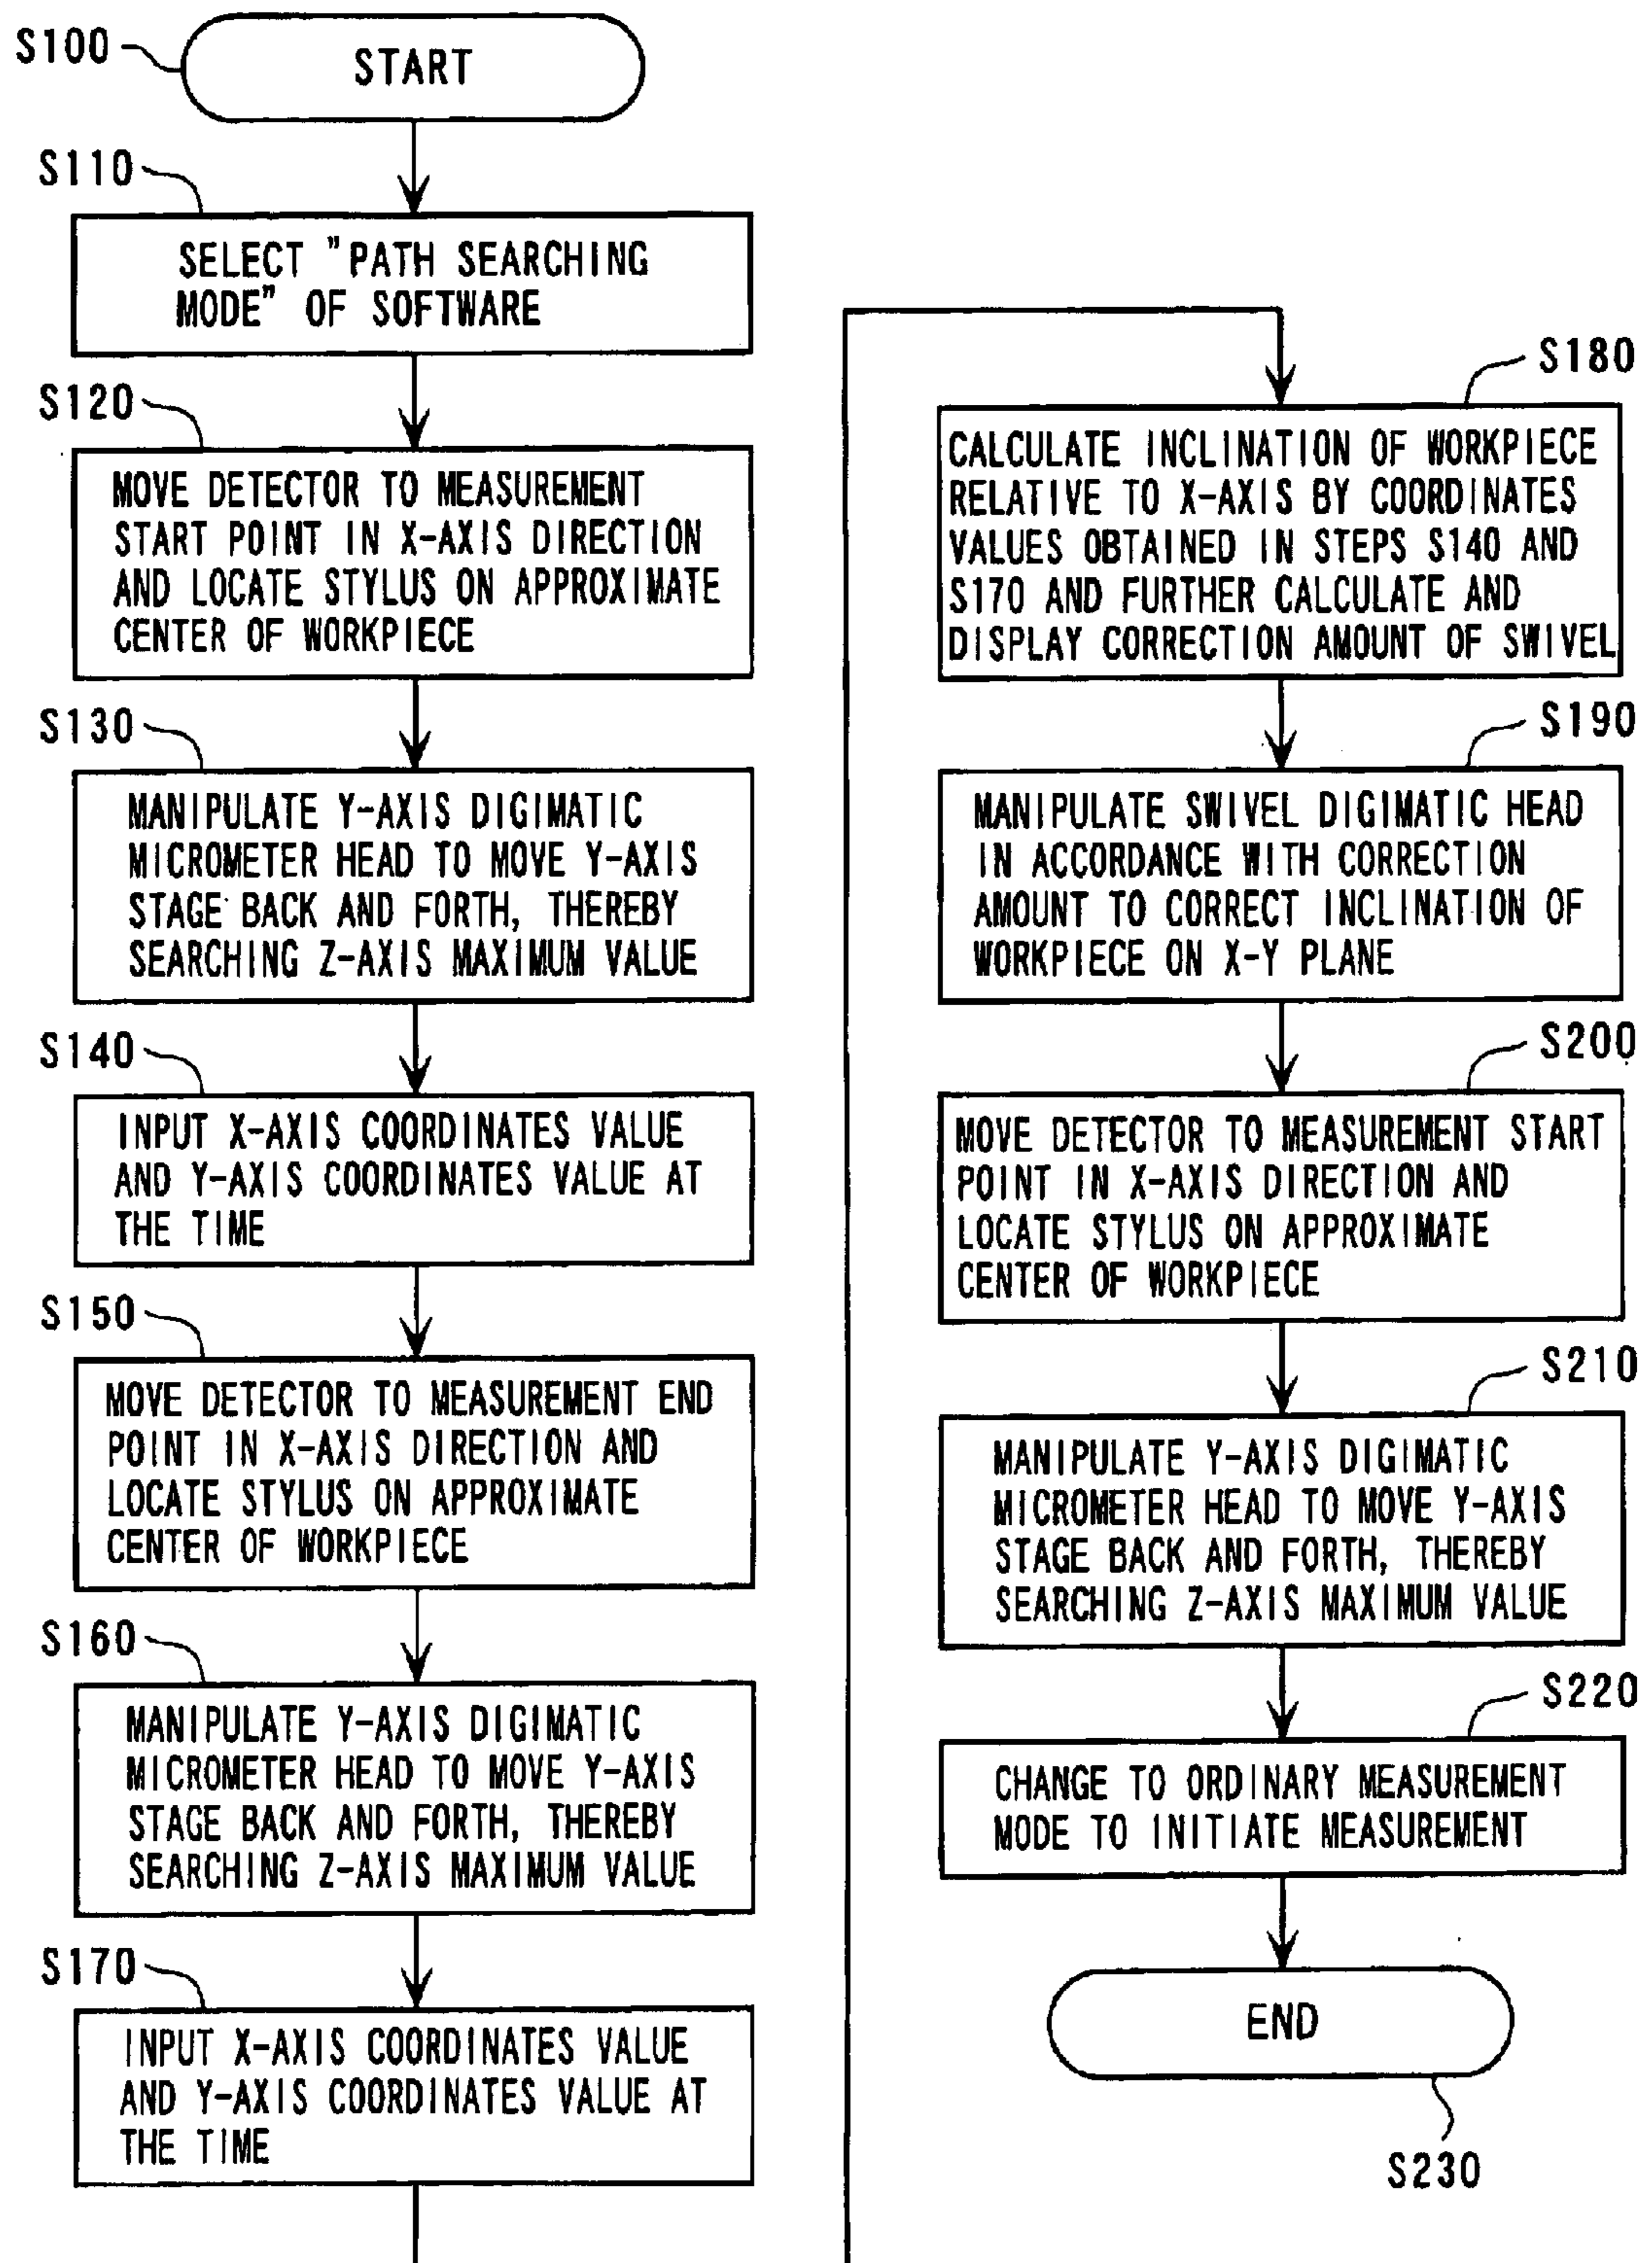 S100
START
S110
SELECT "PATH SEARCHING
MODE" OF SOFTWARE
S120
MOVE DETECTOR TO MEASUREMENT
START POINT IN X-AXIS DIRECTION
AND LOCATE STYLUS ON APPROXIMATE
CENTER OF WORKPIECE
S130
MANIPULATE Y-AXIS DIGIMATIC
MICROMETER HEAD TO MOVE Y-AXIS
STAGE BACK AND FORTH, THEREBY
SEARCHING Z-AXIS MAXIMUM VALUE
S140
INPUT X-AXIS COORDINATES VALUE
AND Y-AXIS COORDINATES VALUE AT
THE TIME
S150
MOVE DETECTOR TO MEASUREMENT END
POINT IN X-AXIS DIRECTION AND
LOCATE STYLUS ON APPROXIMATE
CENTER OF WORKPIECE
S160
MANIPULATE Y-AXIS DIGIMATIC
MICROMETER HEAD TO MOVE Y-AXIS
STAGE BACK AND FORTH, THEREBY
SEARCHING Z-AXIS MAXIMUM VALUE
S170
INPUT X-AXIS COORDINATES VALUE
AND Y-AXIS COORDINATES VALUE AT
THE TIME
S180
CALCULATE INCLINATION OF WORKPIECE
RELATIVE TO X-AXIS BY COORDINATES
VALUES OBTAINED IN STEPS S140 AND
S170 AND FURTHER CALCULATE AND
DISPLAY CORRECTION AMOUNT OF SWIVEL
S190
MANIPULATE SWIVEL DIGIMATIC HEAD
IN ACCORDANCE WITH CORRECTION
AMOUNT TO CORRECT INCLINATION OF
WORKPIECE ON X-Y PLANE
S200
MOVE DETECTOR TO MEASUREMENT START
POINT IN X-AXIS DIRECTION AND
LOCATE STYLUS ON APPROXIMATE
CENTER OF WORKPIECE
S210
MANIPULATE Y-AXIS DIGIMATIC
MICROMETER HEAD TO MOVE Y-AXIS
STAGE BACK AND FORTH, THEREBY
SEARCHING Z-AXIS MAXIMUM VALUE
S220
CHANGE TO ORDINARY MEASUREMENT
MODE TO INITIATE MEASUREMENT
END
S230